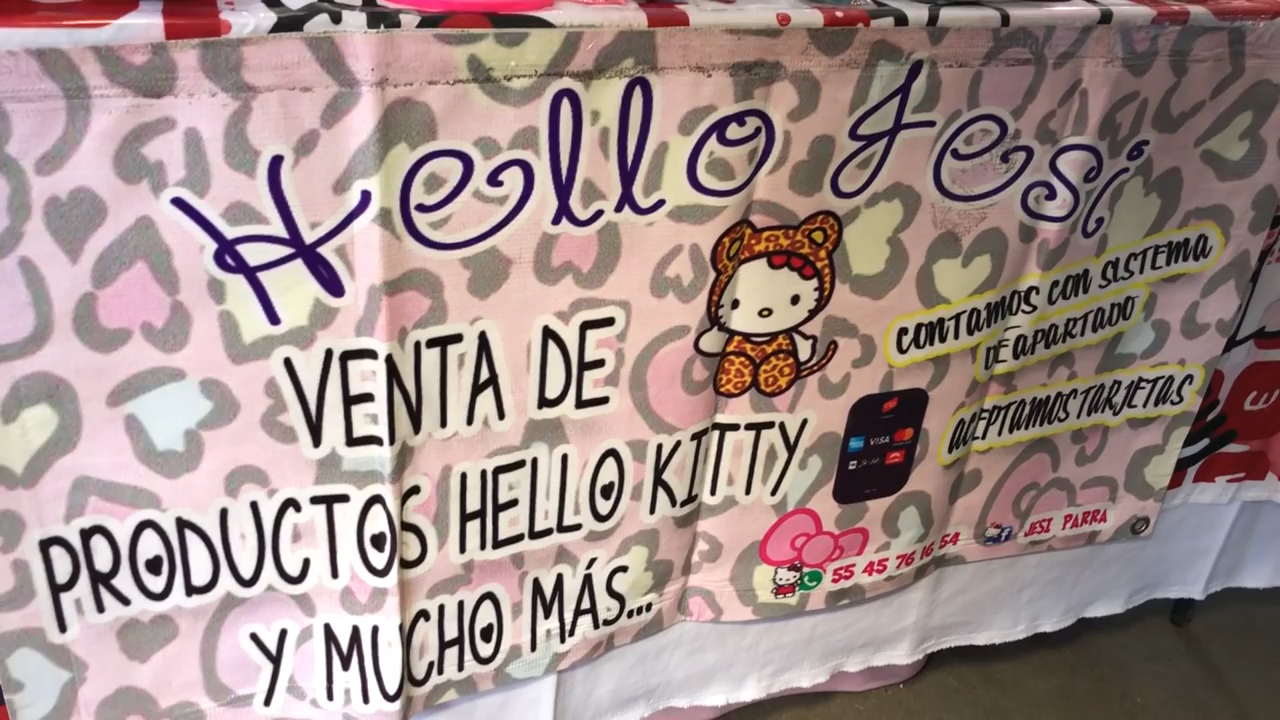 Hello Jesi
VENTA DE
PRODUCTOS HELLO KITTY
Y MUCHO MÁS...
CONTAMOS CON SISTEMA
DE APARTADO
ACEPTAMOS TARJETAS
VISA
55 45 76 16 54
JESI PARRA